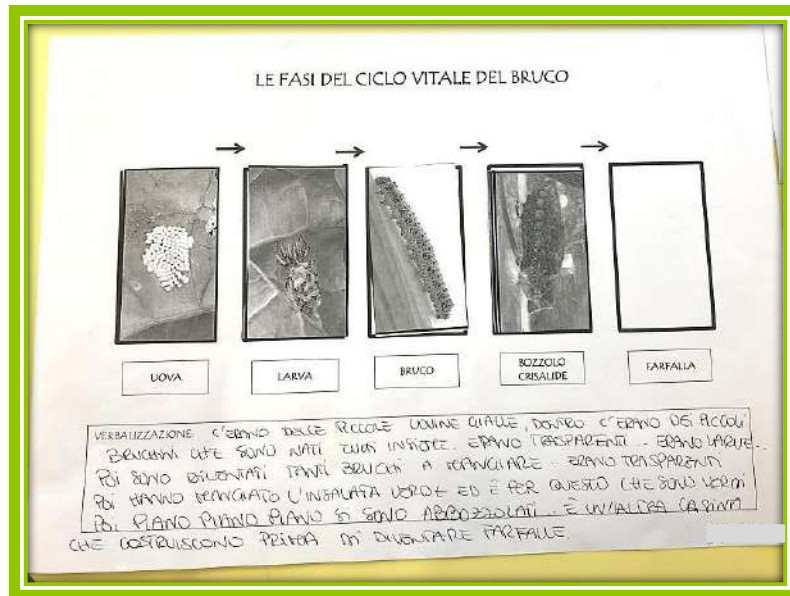 LE FASI DEL CICLO VITALE DEL BRUCO
UOVA
LARVA
BRUCO
BOZZOLO
CRISALIDE
FARFALLA
VERBALIZZAZIONE C'ERANO DELLE PICCOLE UOVINE GIALLE, DENTRO C'ERANO DEI PICCOLI
BRUCHINI CHE SONO NATI TUTTI INSIEME. ERANO TRASPARENTI... ERANO LARVE...
POI SONO DIVENTATI TANTI BRUCHI A MANGIARE... ERANO TRASPARENTI
POI HANNO MANGIATO L'INSALATA VERDE ED È PER QUESTO CHE SONO VERDI
POI PIANO PIANO PIANO SI SONO ABBOZZOLATI... È UN'ALTRA CASINA
CHE COSTRUISCONO PRIMA DI DIVENTARE FARFALLE.